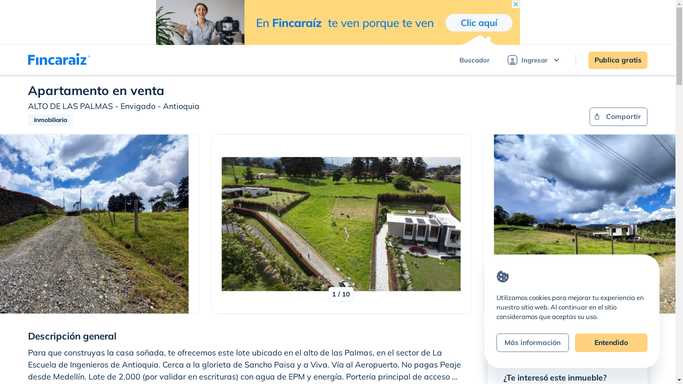 En Fincaraíz te ven porque te ven
Clic aquí
Fincaraíz
Buscador
Ingresar
Publica gratis
Apartamento en venta
ALTO DE LAS PALMAS - Envigado - Antioquia
Inmobiliaria
Compartir
1 / 10
Utilizamos cookies para mejorar tu experiencia en
nuestro sitio web. Al continuar en el sitio
consideramos que aceptas su uso.
Más información
Entendido
Descripción general
Para que construyas la casa soñada, te ofrecemos este lote ubicado en el alto de las Palmas, en el sector de La
Escuela de Ingenieros de Antioquia. Cerca a la glorieta de Sancho Paisa y a Viva. Vía al Aeropuerto. No pagas Peaje
desde Medellín. Lote de 2.000 (por validar en escrituras) con agua de EPM y energía. Porteria principal de acceso ...
¿Te interesó este inmueble?